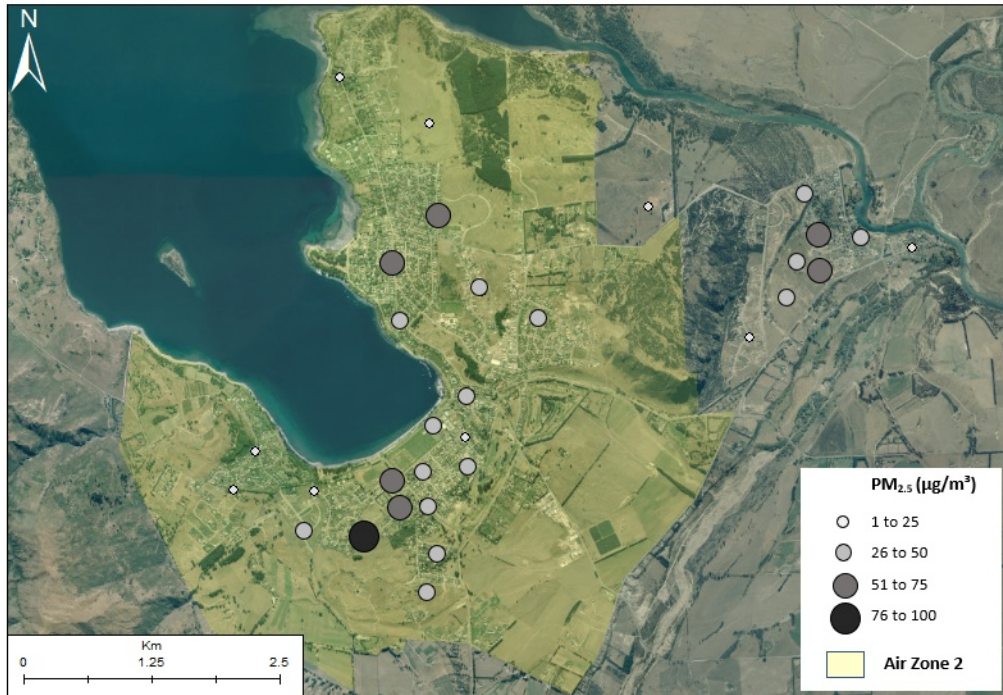 N
PM₂.₅ (µg/m³)
1 to 25
26 to 50
51 to 75
76 to 100
Air Zone 2
Km
0 1.25 2.5